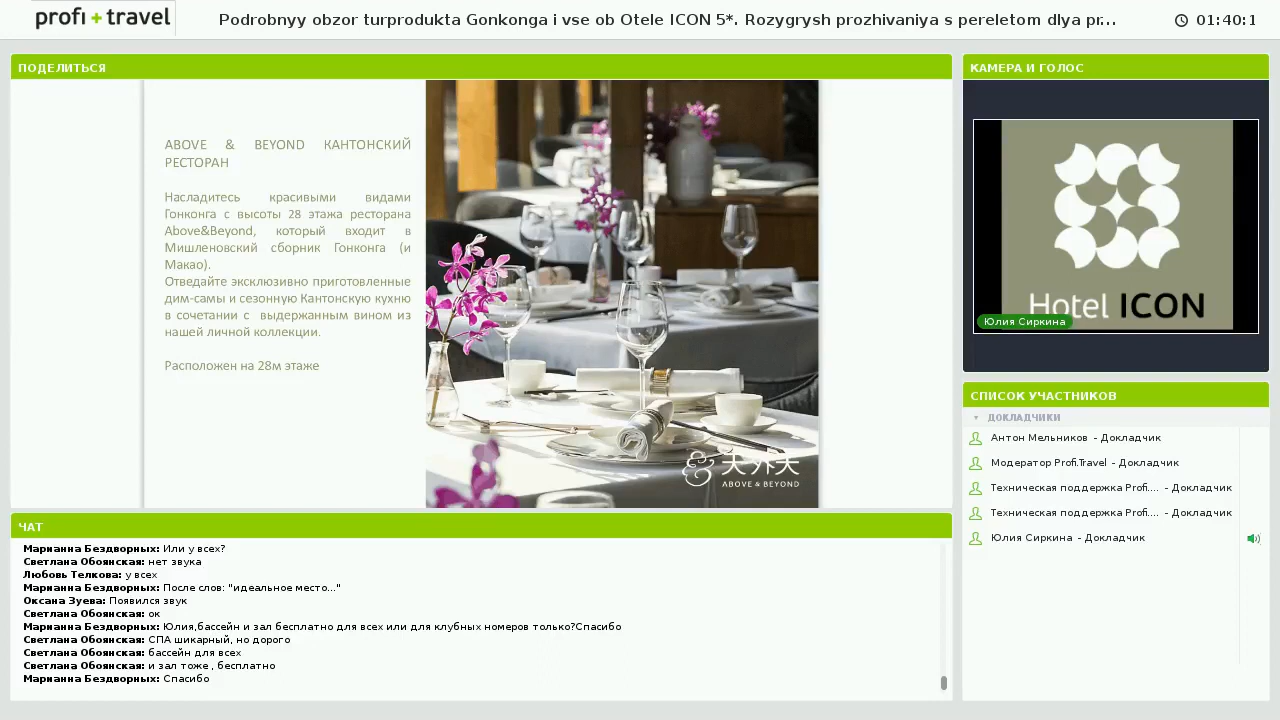 profi + travel
Podrobnyy obzor turprodukta Gonkonga i vse ob Otele ICON 5*. Rozygrysh prozhivaniya s pereletom dlya pr...
01:40:1
ПОДЕЛИТЬСЯ
ABOVE & BEYOND КАНТОНСКИЙ
РЕСТОРАН
Насладитесь красивыми видами
Гонконга с высоты 28 этажа ресторана
Above&Beyond, который входит в
Мишленовский сборник Гонконга (и
Макао).
Отведайте эксклюзивно приготовленные
дим-самы и сезонную Кантонскую кухню
в сочетании с выдержанным вином из
нашей личной коллекции.
Расположен на 28м этаже
天外天
ABOVE & BEYOND
КАМЕРА И ГОЛОС
Hotel ICON
Юлия Сиркина
СПИСОК УЧАСТНИКОВ
ДОКЛАДЧИКИ
Антон Мельников - Докладчик
Модератор Profi.Travel - Докладчик
Техническая поддержка Profi.... - Докладчик
Техническая поддержка Profi.... - Докладчик
Юлия Сиркина - Докладчик
ЧАТ
Марианна Бездворных: Или у всех?
Светлана Обоянская: нет звука
Любовь Телкова: у всех
Марианна Бездворных: После слов: "идеальное место..."
Оксана Зуева: Появился звук
Светлана Обоянская: ок
Марианна Бездворных: Юлия,бассейн и зал бесплатно для всех или для клубных номеров только?Спасибо
Светлана Обоянская: СПА шикарный, но дорого
Светлана Обоянская: бассейн для всех
Светлана Обоянская: и зал тоже , бесплатно
Марианна Бездворных: Спасибо